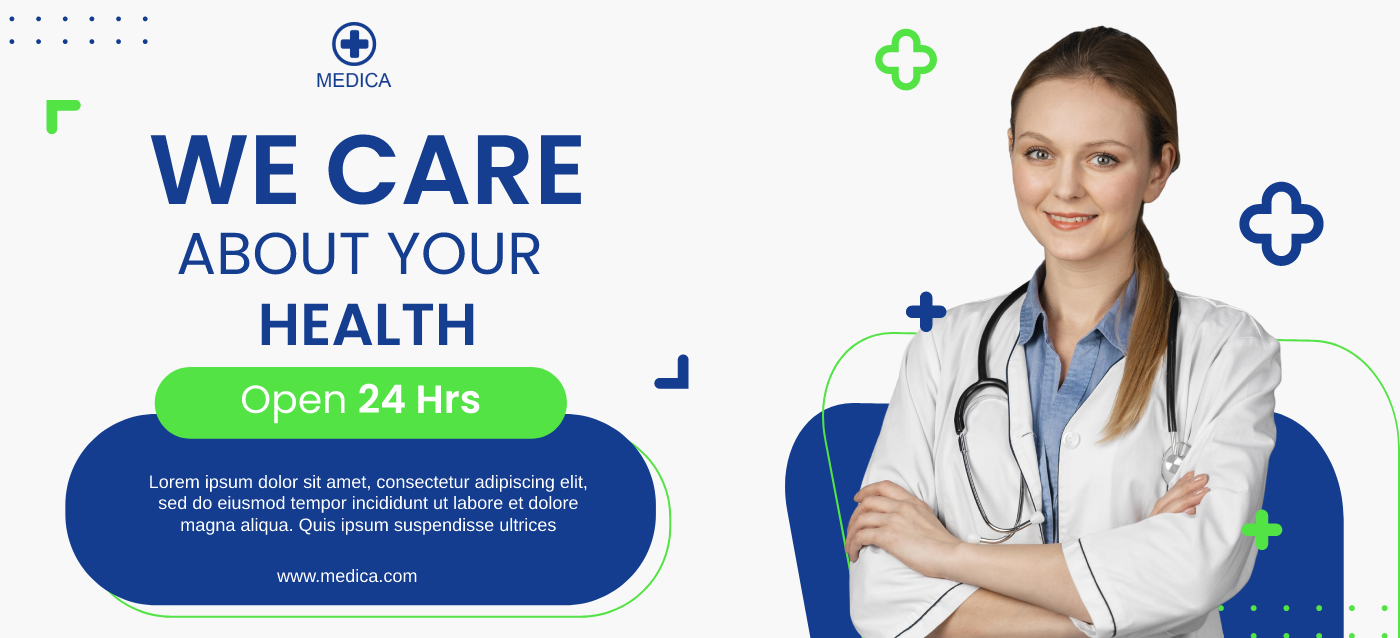 MEDICA
WE CARE
ABOUT YOUR
HEALTH
Open 24 Hrs
Lorem ipsum dolor sit amet, consectetur adipiscing elit,
sed do eiusmod tempor incididunt ut labore et dolore
magna aliqua. Quis ipsum suspendisse ultrices
www.medica.com